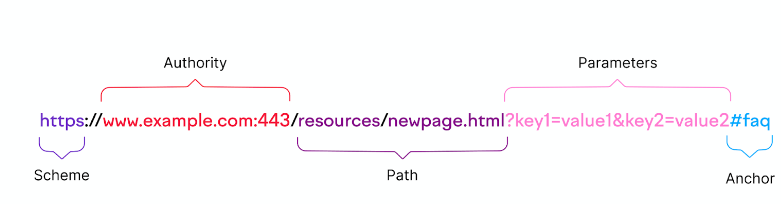 Authority
Parameters
https://www.example.com:443/resources/newpage.html?key1=value1&key2=value2#faq
Scheme
Path
Anchor